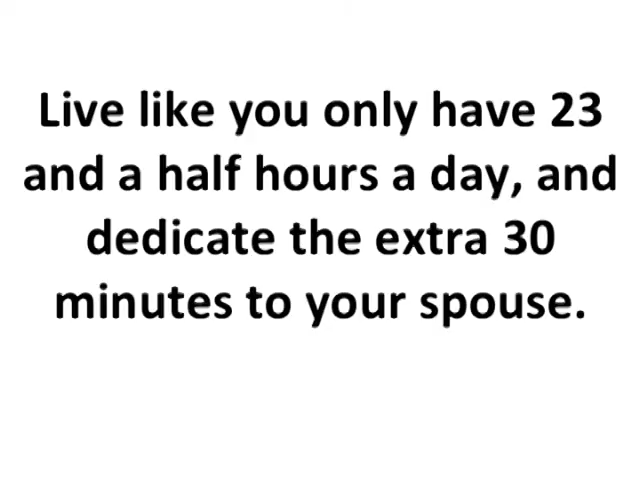 Live like you only have 23
and a half hours a day, and
dedicate the extra 30
minutes to your spouse.